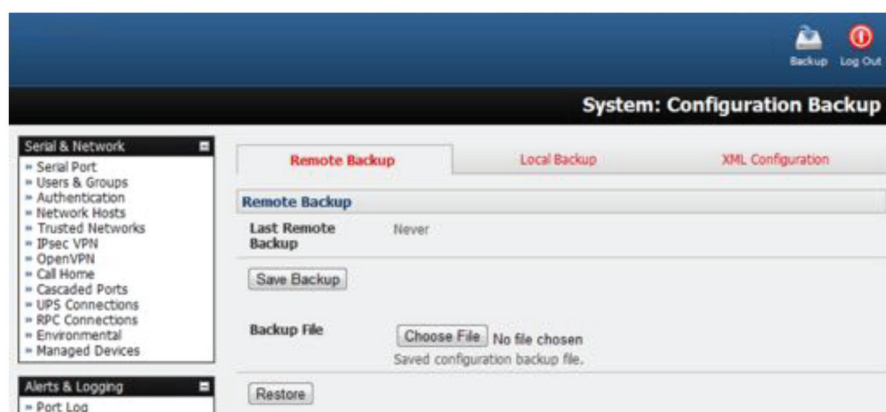 Backup Log Out
System: Configuration Backup
Serial & Network
Serial Port
Users & Groups
Authentication
Network Hosts
Trusted Networks
IPsec VPN
OpenVPN
Call Home
Cascaded Ports
UPS Connections
RPC Connections
Environmental
Managed Devices
Alerts & Logging
Port Log
Remote Backup Local Backup XML Configuration
Remote Backup
Last Remote Backup Never
Save Backup
Backup File Choose File No file chosen
Saved configuration backup file.
Restore